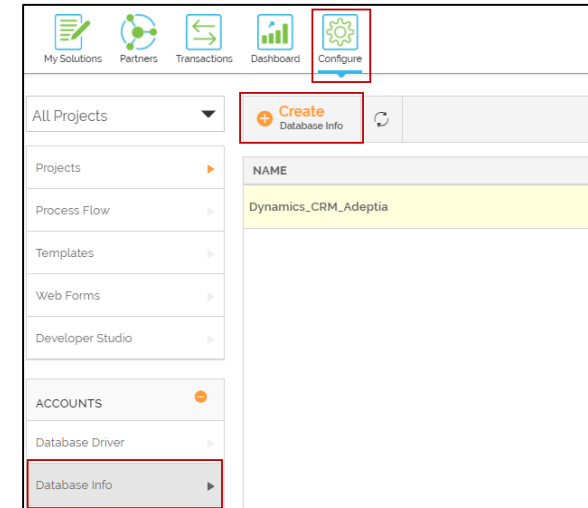 My Solutions
Partners
Transactions
Dashboard
Configure
All Projects
Create
Database Info
Projects
Process Flow
Templates
Web Forms
Developer Studio
NAME
Dynamics_CRM_Adeptia
ACCOUNTS
Database Driver
Database Info